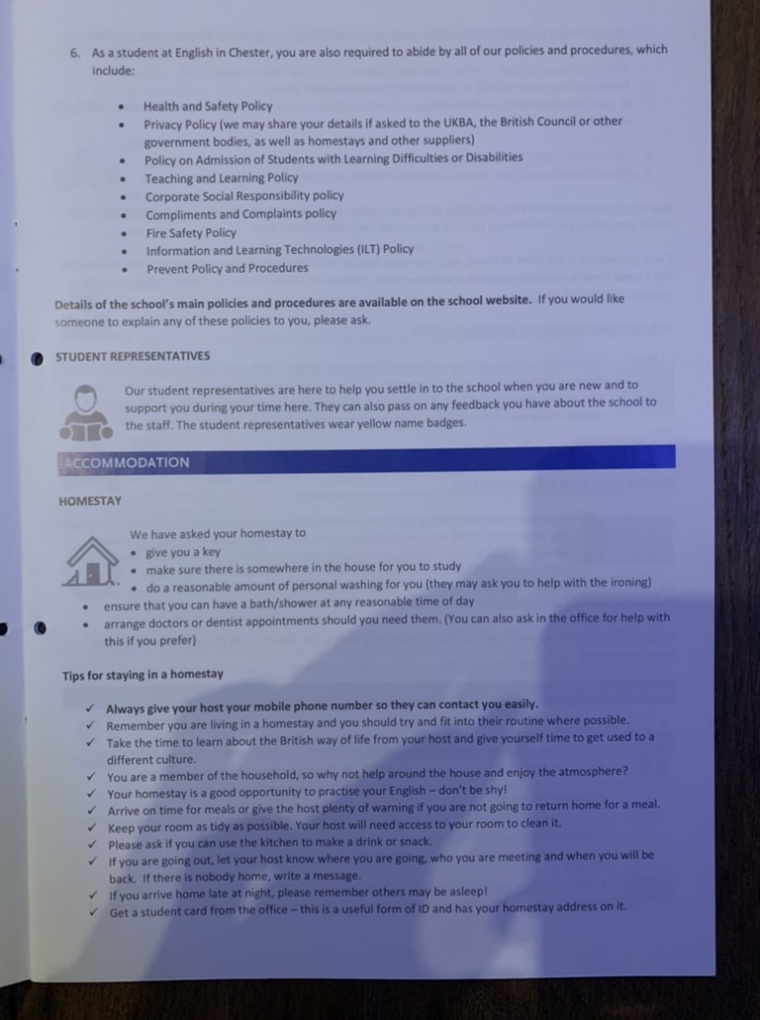 6. As a student at English in Chester, you are also required to abide by all of our policies and procedures, which
include:
• Health and Safety Policy
• Privacy Policy (we may share your details if asked to the UKBA, the British Council or other
government bodies, as well as homestays and other suppliers)
• Policy on Admission of Students with Learning Difficulties or Disabilities
• Teaching and Learning Policy
• Corporate Social Responsibility policy
• Compliments and Complaints policy
• Fire Safety Policy
• Information and Learning Technologies (ILT) Policy
• Prevent Policy and Procedures
Details of the school's main policies and procedures are available on the school website. If you would like
someone to explain any of these policies to you, please ask.
STUDENT REPRESENTATIVES
Our student representatives are here to help you settle in to the school when you are new and to
support you during your time here. They can also pass on any feedback you have about the school to
the staff. The student representatives wear yellow name badges.
ACCOMMODATION
HOMESTAY
We have asked your homestay to
• give you a key
• make sure there is somewhere in the house for you to study
• do a reasonable amount of personal washing for you (they may ask you to help with the ironing)
• ensure that you can have a bath/shower at any reasonable time of day
• arrange doctors or dentist appointments should you need them. (You can also ask in the office for help with
this if you prefer)
Tips for staying in a homestay
✓ Always give your host your mobile phone number so they can contact you easily.
✓ Remember you are living in a homestay and you should try and fit into their routine where possible.
✓ Take the time to learn about the British way of life from your host and give yourself time to get used to a
different culture.
✓ You are a member of the household, so why not help around the house and enjoy the atmosphere?
✓ Your homestay is a good opportunity to practise your English – don't be shy!
✓ Arrive on time for meals or give the host plenty of warning if you are not going to return home for a meal.
✓ Keep your room as tidy as possible. Your host will need access to your room to clean it.
✓ Please ask if you can use the kitchen to make a drink or snack.
✓ If you are going out, let your host know where you are going, who you are meeting and when you will be
back. If there is nobody home, write a message.
✓ If you arrive home late at night, please remember others may be asleep!
✓ Get a student card from the office – this is a useful form of ID and has your homestay address on it.